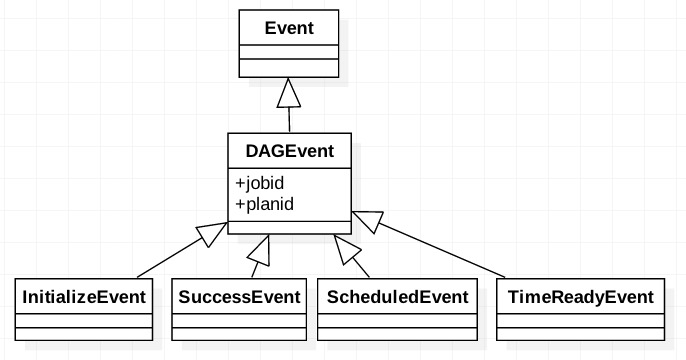 Event
DAGEvent
+jobid
+planid
InitializeEvent
SuccessEvent
ScheduledEvent
TimeReadyEvent